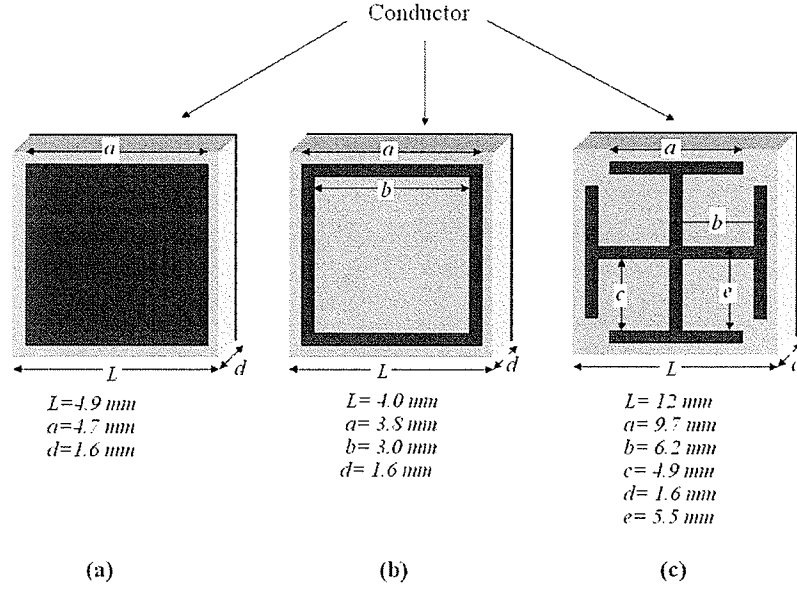 Conductor
a
a
b
a
b
c
e
L
d
L
d
L
d
L=4.9 mm
a=4.7 mm
d=1.6 mm
L= 4.0 mm
a= 3.8 mm
b= 3.0 mm
d= 1.6 mm
L= 12 mm
a= 9.7 mm
b= 6.2 mm
c= 4.9 mm
d= 1.6 mm
e= 5.5 mm
(a)
(b)
(c)